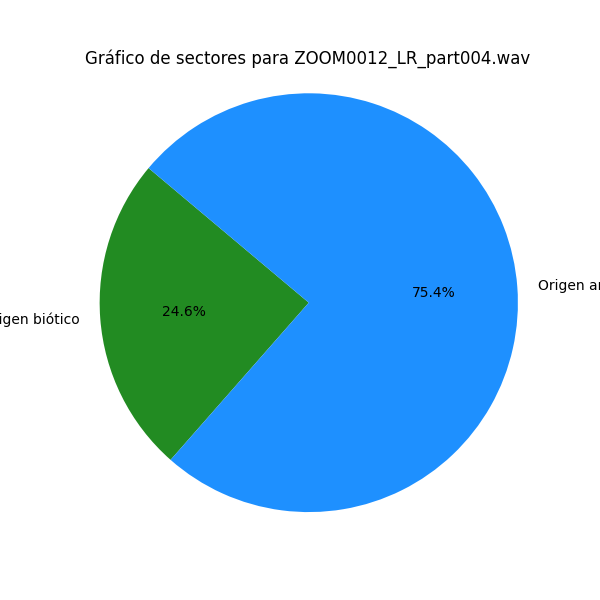 Gráfico de sectores para ZOOM0012_LR_part004.wav
75.4%
Origen
24.6%
biótico